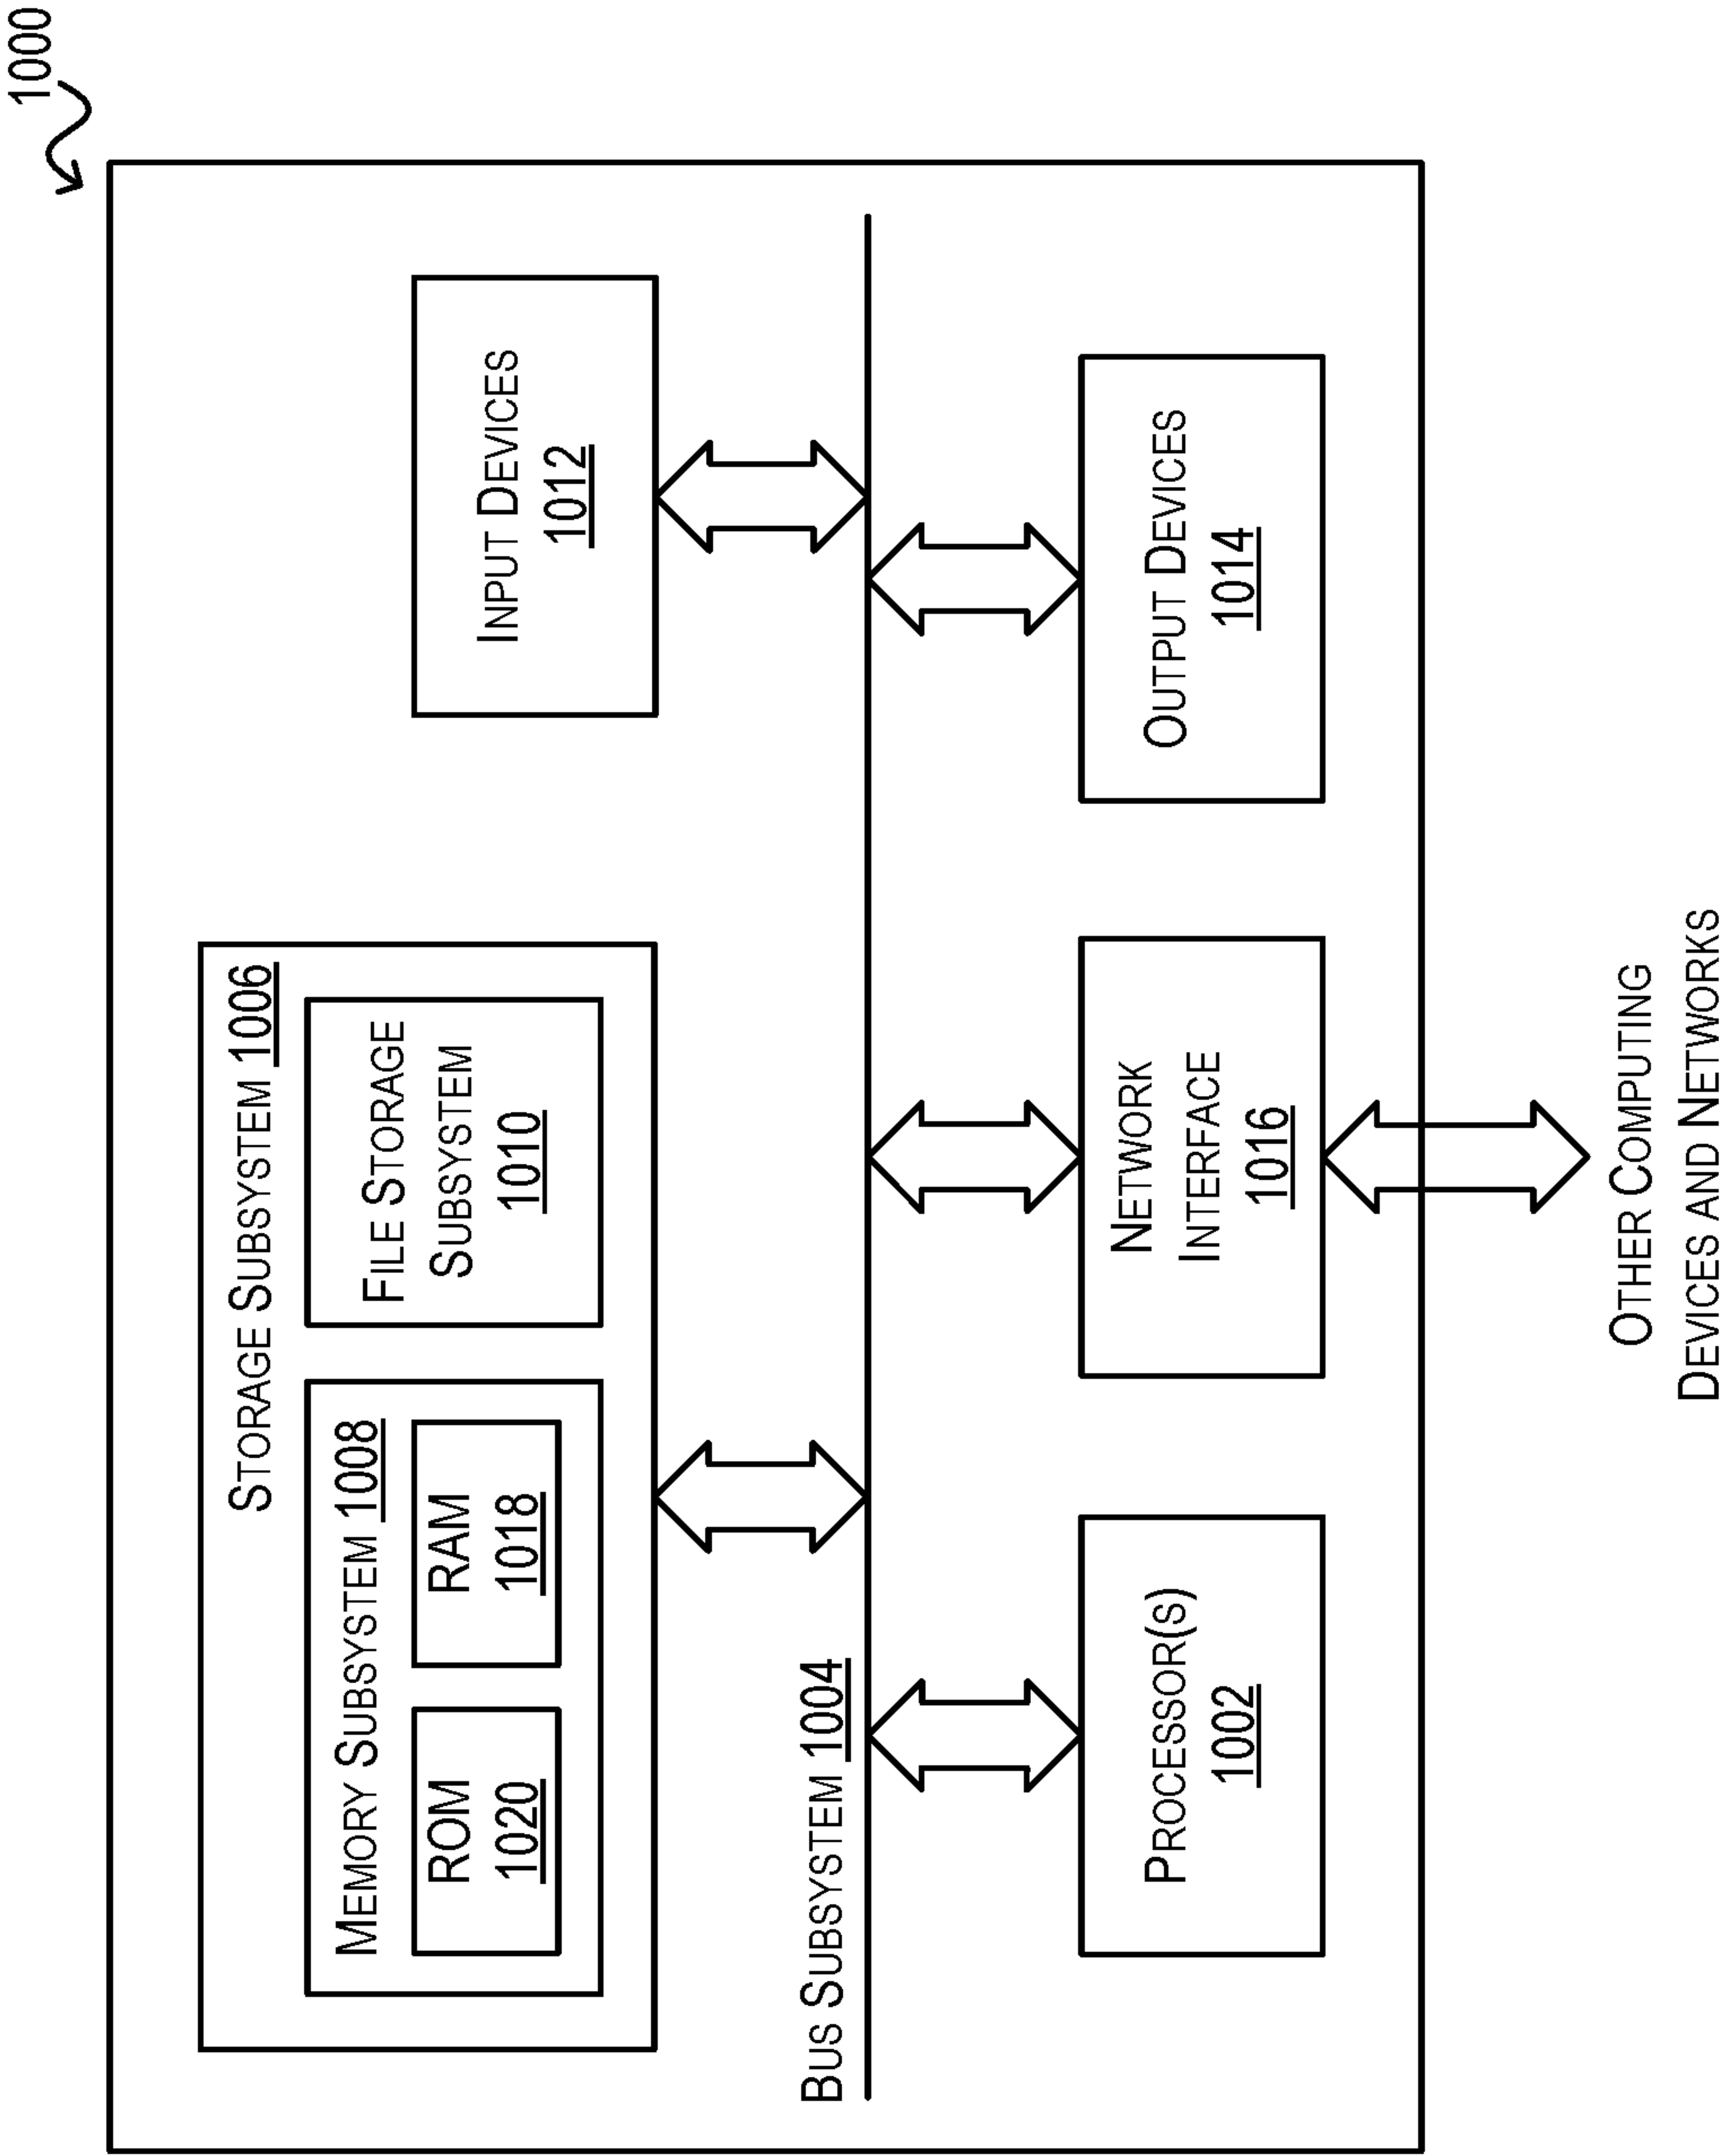 1000
STORAGE SUBSYSTEM 1006
MEMORY SUBSYSTEM 1008
ROM
1020
RAM
1018
FILE STORAGE
SUBSYSTEM
1010
INPUT DEVICES
1012
BUS SUBSYSTEM 1004
PROCESSOR(S)
1002
NETWORK
INTERFACE
1016
OUTPUT DEVICES
1014
OTHER COMPUTING
DEVICES AND NETWORKS